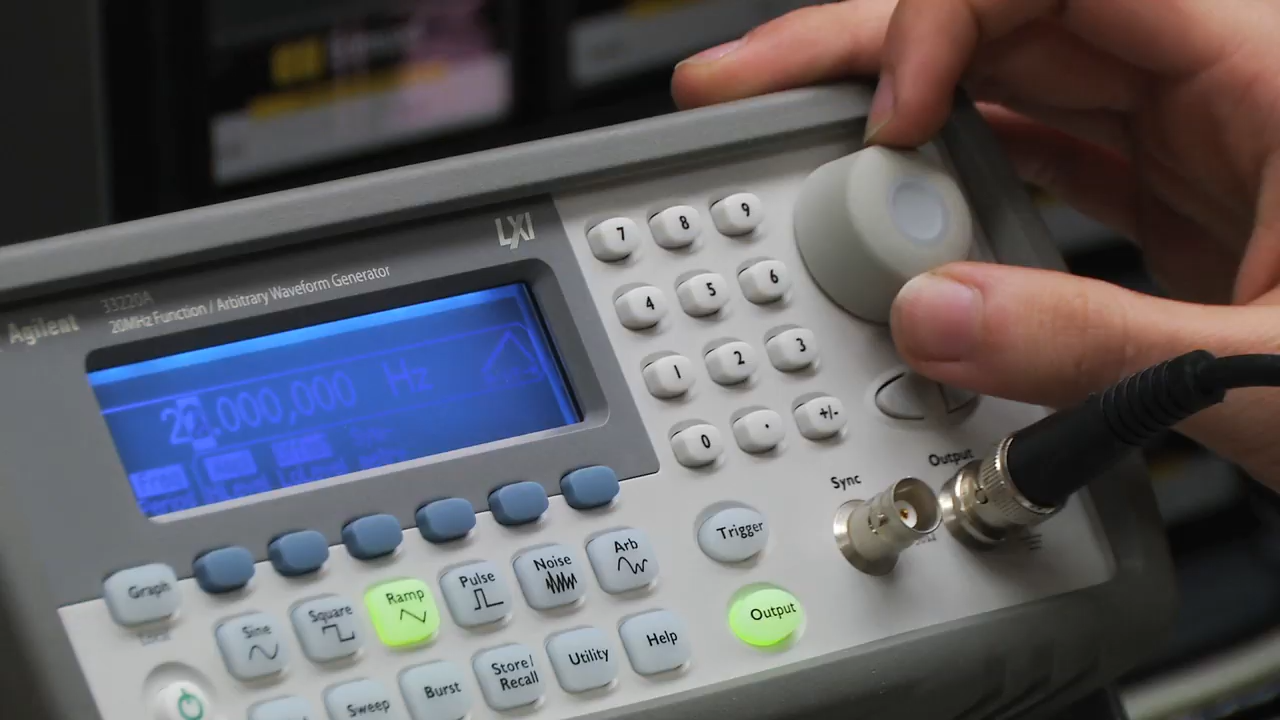 LXI
Agilent
33220A
20MHz Function / Arbitrary Waveform Generator
22.000,000 Hz
Freq
7 8 9
4 5 6
1 2 3
0 . +/-
Sync
Output
Trigger
Output
Graph
Sine
Square
Ramp
Pulse
Noise
Arb
Sweep
Burst
Store/
Recall
Utility
Help